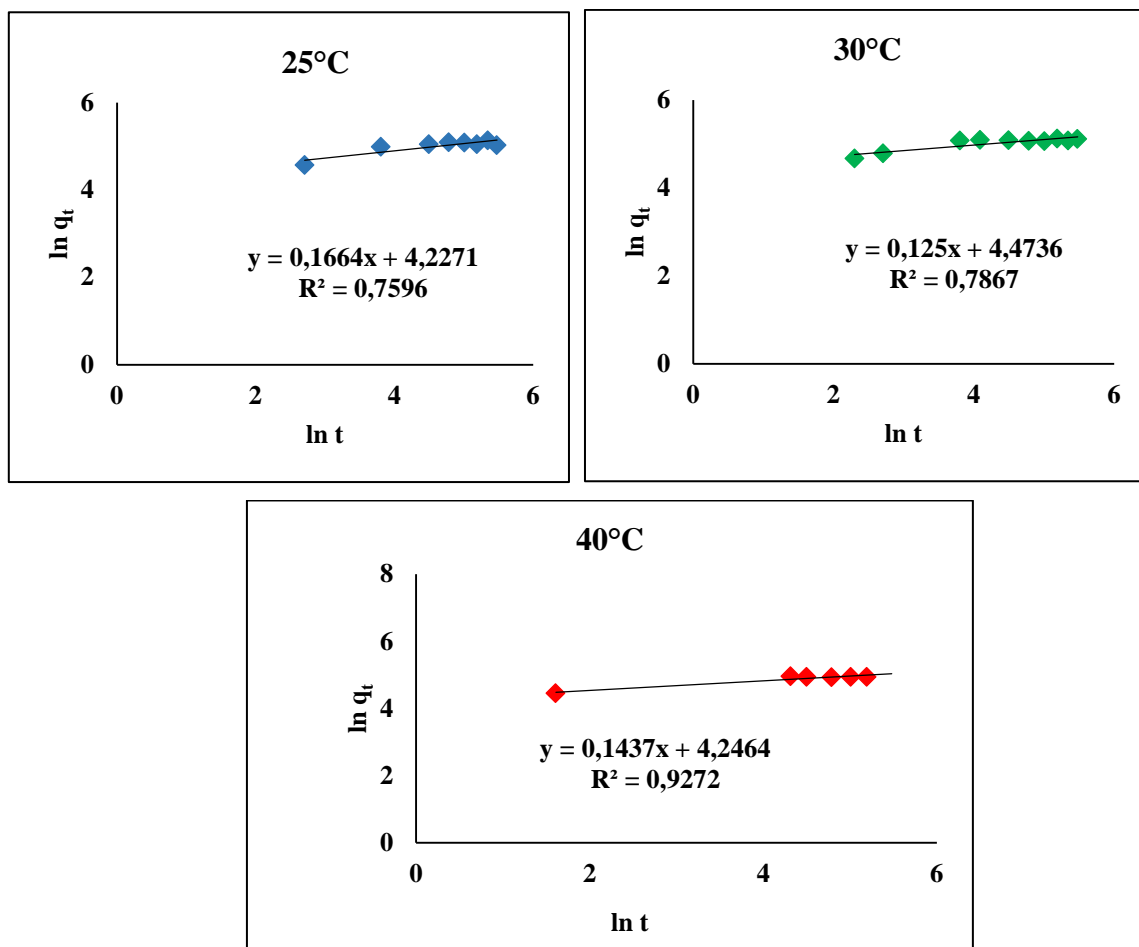 25°C
6
4
2
0
ln qt
y = 0,1664x + 4,2271
R² = 0,7596
0
2
4
6
ln t
30°C
6
4
2
0
ln qt
y = 0,125x + 4,4736
R² = 0,7867
0
2
4
6
ln t
40°C
8
6
4
2
0
ln qt
y = 0,1437x + 4,2464
R² = 0,9272
0
2
4
6
ln t